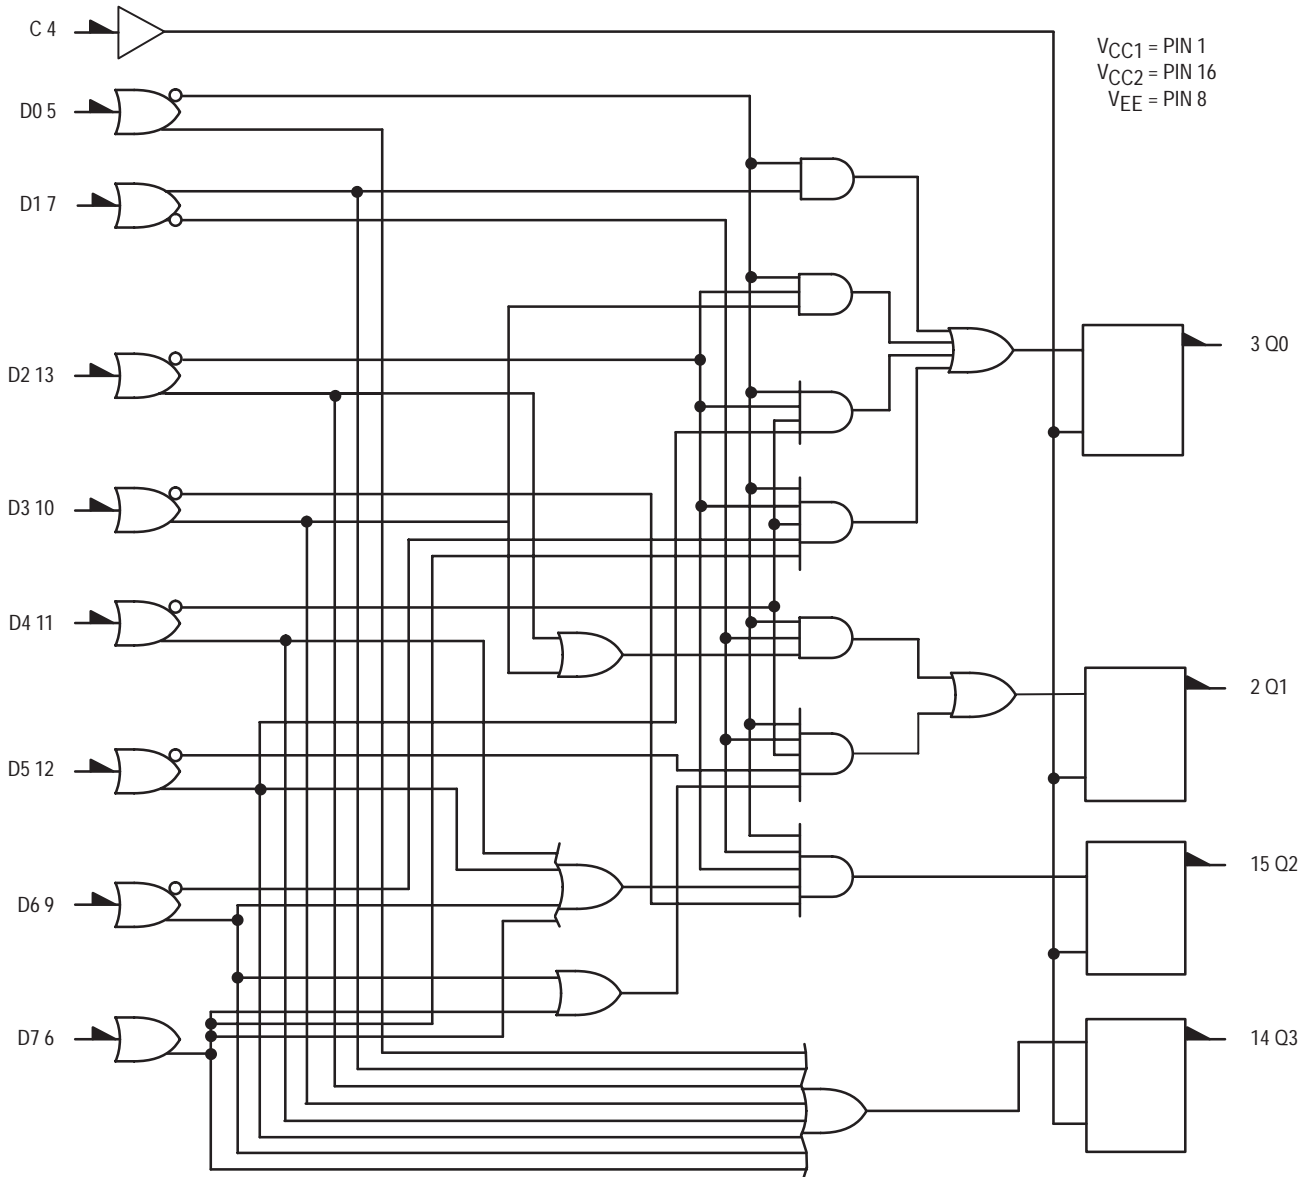 C 4
VCC1 = PIN 1
VCC2 = PIN 16
VEE = PIN 8
D0 5
D1 7
3 Q0
D2 13
D3 10
D4 11
2 Q1
D5 12
15 Q2
D6 9
D7 6
14 Q3